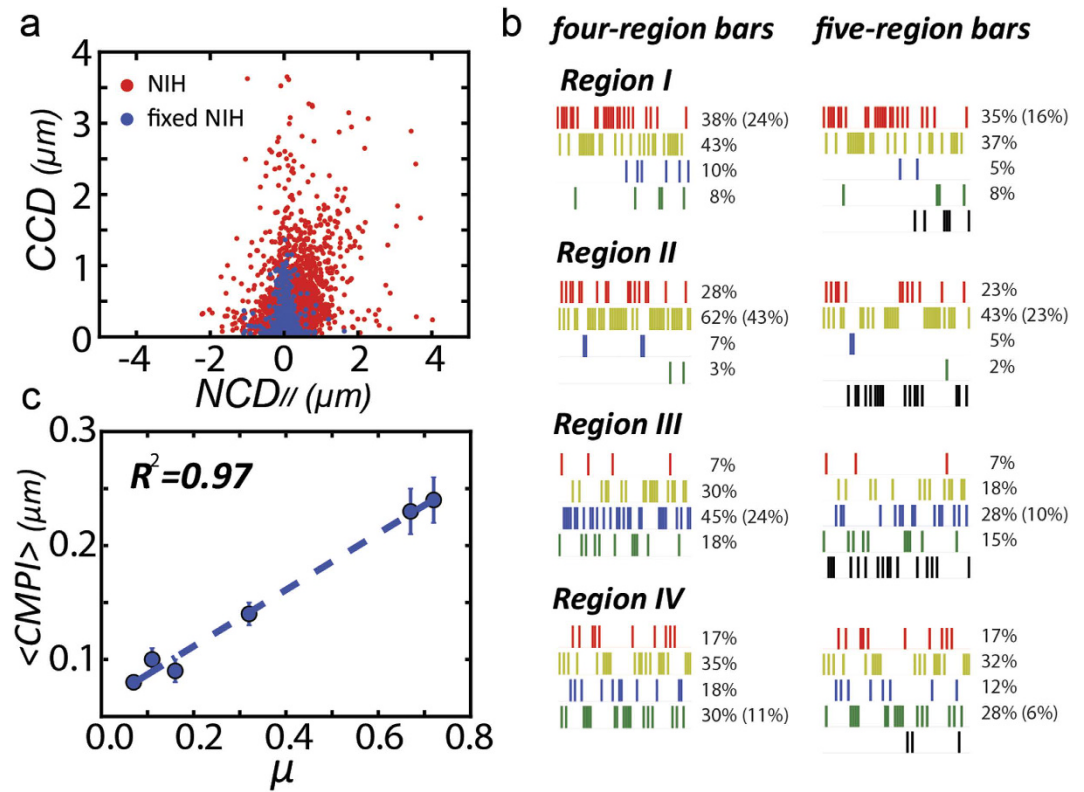 a
CCD (μm)
4
3
2
1
0
NIH
fixed NIH
-4 -2 0 2 4
NCD// (μm)
b
four-region bars five-region bars
Region I
38% (24%) 35% (16%)
43% 37%
10% 5%
8% 8%
Region II
28% 23%
62% (43%) 43% (23%)
7% 5%
3% 2%
Region III
7% 7%
30% 18%
45% (24%) 28% (10%)
18% 15%
Region IV
17% 17%
35% 32%
18% 12%
30% (11%) 28% (6%)
c
<CMPI> (μm)
0.3
0.2
0.1
R²=0.97
0.0 0.2 0.4 0.6 0.8
μ